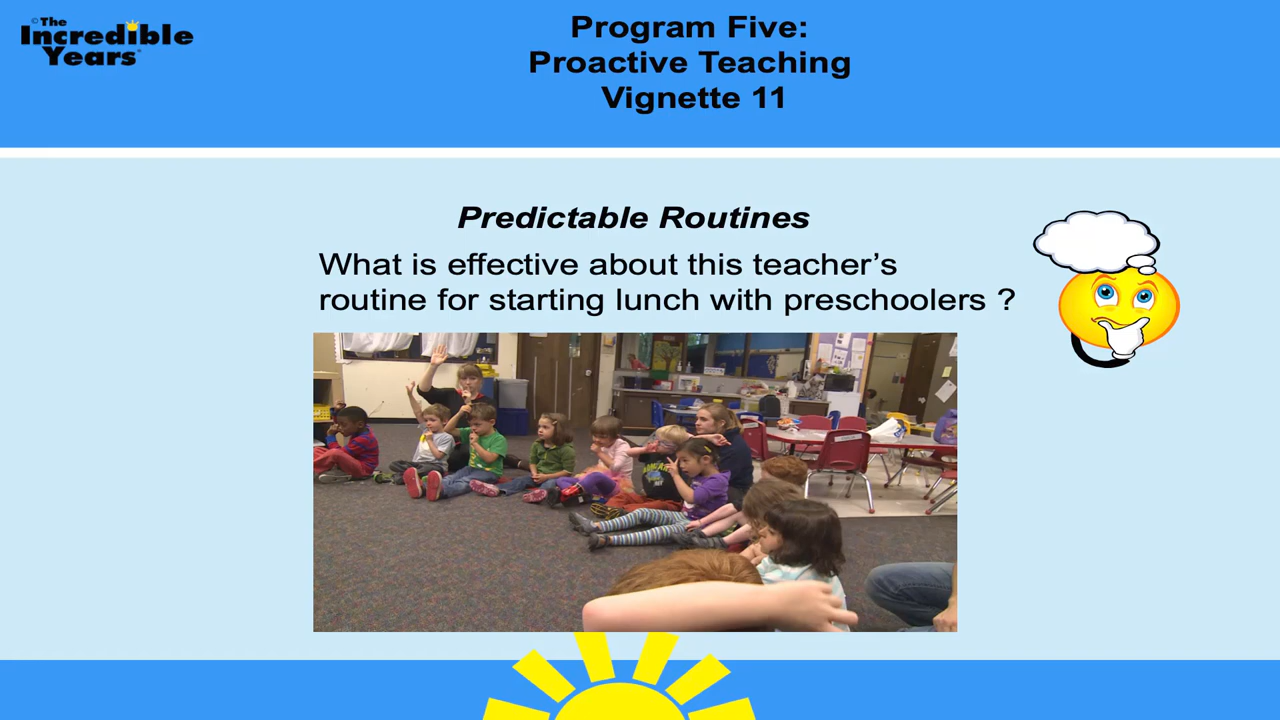 ©The
Incredible
Years®
Program Five:
Proactive Teaching
Vignette 11
Predictable Routines
What is effective about this teacher’s
routine for starting lunch with preschoolers ?